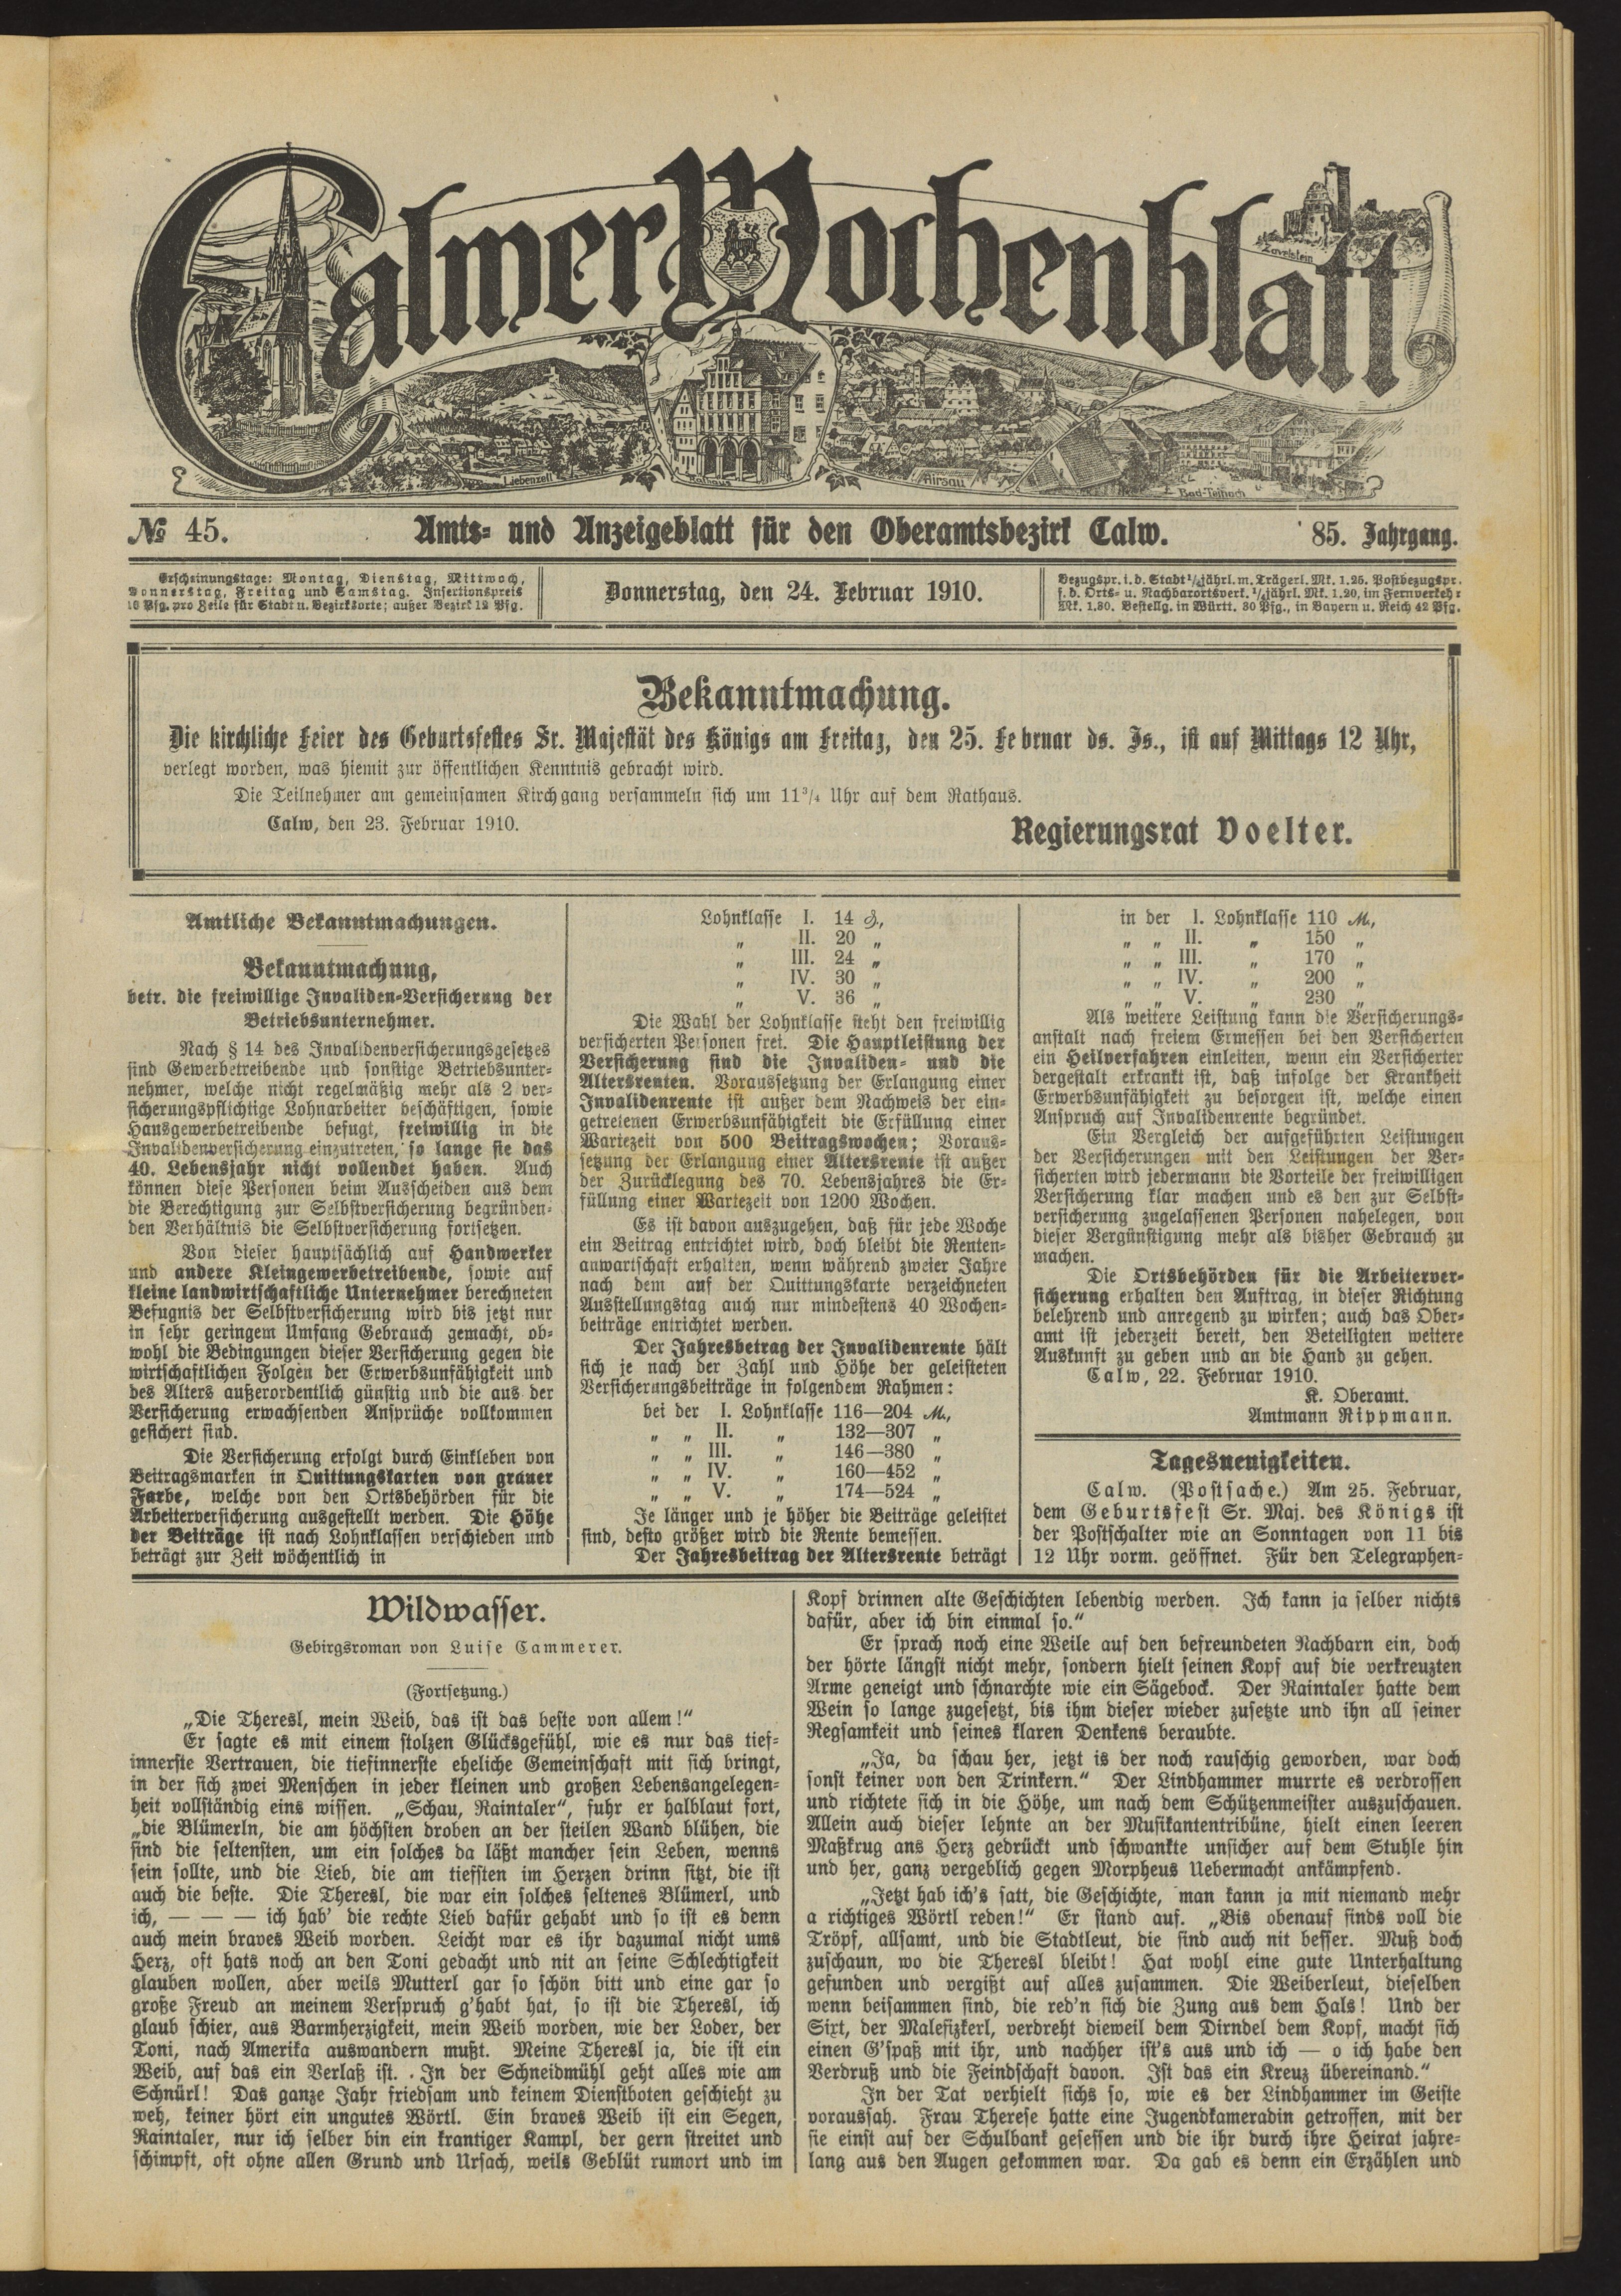 Calwer Wochenblatt
Zavelstein
Liebenzell
Rathaus
Hirsau
Bad-Teinach
№ 45.
Amts- und Anzeigeblatt für den Oberamtsbezirk Calw.
85. Jahrgang.
Erscheinungstage: Montag, Dienstag, Mittwoch,
Donnerstag, Freitag und Samstag. Insertionspreis
10 Pfg. pro Zeile für Stadt u. Bezirksorte; außer Bezirk 12 Pfg.
Donnerstag, den 24. Februar 1910.
Bezugspr. i. d. Stadt ¼jährl. m. Trägerl. Mk. 1.25. Postbezugspr.
f. d. Orts- u. Nachbarortsverk. ¼jährl. Mk. 1.20, im Fernverkehr
Mk. 1.30. Bestellg. in Württ. 30 Pfg., in Bayern u. Reich 42 Pfg.
Bekanntmachung.
Die kirchliche Feier des Geburtsfestes Sr. Majestät des Königs am Freitag, den 25. Februar ds. Js., ist auf Mittags 12 Uhr,
verlegt worden, was hiemit zur öffentlichen Kenntnis gebracht wird.
Die Teilnehmer am gemeinsamen Kirchgang versammeln sich um 11¾ Uhr auf dem Rathaus.
Calw, den 23. Februar 1910.
Regierungsrat Voelter.
Amtliche Bekanntmachungen.
Bekanntmachung,
betr. die freiwillige Invaliden-Versicherung der
Betriebsunternehmer.
Nach § 14 des Invalidenversicherungsgesetzes
sind Gewerbetreibende und sonstige Betriebsunter-
nehmer, welche nicht regelmäßig mehr als 2 ver-
sicherungspflichtige Lohnarbeiter beschäftigen, sowie
Hausgewerbetreibende befugt, freiwillig in die
Invalidenversicherung einzutreten, so lange sie das
40. Lebensjahr nicht vollendet haben. Auch
können diese Personen beim Ausscheiden aus dem
die Berechtigung zur Selbstversicherung begründen-
den Verhältnis die Selbstversicherung fortsetzen.
Von dieser hauptsächlich auf Handwerker
und andere Kleingewerbetreibende, sowie auf
kleine landwirtschaftliche Unternehmer berechneten
Befugnis der Selbstversicherung wird bis jetzt nur
in sehr geringem Umfang Gebrauch gemacht, ob-
wohl die Bedingungen dieser Versicherung gegen die
wirtschaftlichen Folgen der Erwerbsunfähigkeit und
des Alters außerordentlich günstig und die aus der
Versicherung erwachsenden Ansprüche vollkommen
gesichert sind.
Die Versicherung erfolgt durch Einkleben von
Beitragsmarken in Quittungskarten von grauer
Farbe, welche von den Ortsbehörden für die
Arbeiterversicherung ausgestellt werden. Die Höhe
der Beiträge ist nach Lohnklassen verschieden und
beträgt zur Zeit wöchentlich in
Lohnklasse I. 14 ₰,
„ II. 20 „
„ III. 24 „
„ IV. 30 „
„ V. 36 „
Die Wahl der Lohnklasse steht den freiwillig
versicherten Personen frei. Die Hauptleistung der
Versicherung sind die Invaliden- und die
Altersrenten. Voraussetzung der Erlangung einer
Invalidenrente ist außer dem Nachweis der ein-
getretenen Erwerbsunfähigkeit die Erfüllung einer
Wartezeit von 500 Beitragswochen; Voraus-
setzung der Erlangung einer Altersrente ist außer
der Zurücklegung des 70. Lebensjahres die Er-
füllung einer Wartezeit von 1200 Wochen.
Es ist davon auszugehen, daß für jede Woche
ein Beitrag entrichtet wird, doch bleibt die Renten-
anwartschaft erhalten, wenn während zweier Jahre
nach dem auf der Quittungskarte verzeichneten
Ausstellungstag auch nur mindestens 40 Wochen-
beiträge entrichtet werden.
Der Jahresbetrag der Invalidenrente hält
sich je nach der Zahl und Höhe der geleisteten
Versicherungsbeiträge in folgendem Rahmen:
bei der I. Lohnklasse 116—204 M.,
„ „ II. „ 132—307 „
„ „ III. „ 146—380 „
„ „ IV. „ 160—452 „
„ „ V. „ 174—524 „
Je länger und je höher die Beiträge geleistet
sind, desto größer wird die Rente bemessen.
Der Jahresbeitrag der Altersrente beträgt
in der I. Lohnklasse 110 M.,
„ „ II. „ 150 „
„ „ III. „ 170 „
„ „ IV. „ 200 „
„ „ V. „ 230 „
Als weitere Leistung kann die Versicherungs-
anstalt nach freiem Ermessen bei den Versicherten
ein Heilverfahren einleiten, wenn ein Versicherter
dergestalt erkrankt ist, daß infolge der Krankheit
Erwerbsunfähigkeit zu besorgen ist, welche einen
Anspruch auf Invalidenrente begründet.
Ein Vergleich der aufgeführten Leistungen
der Versicherungen mit den Leistungen der Ver-
sicherten wird jedermann die Vorteile der freiwilligen
Versicherung klar machen und es den zur Selbst-
versicherung zugelassenen Personen nahelegen, von
dieser Vergünstigung mehr als bisher Gebrauch zu
machen.
Die Ortsbehörden für die Arbeiterver-
sicherung erhalten den Auftrag, in dieser Richtung
belehrend und anregend zu wirken; auch das Ober-
amt ist jederzeit bereit, den Beteiligten weitere
Auskunft zu geben und an die Hand zu gehen.
Calw, 22. Februar 1910.
K. Oberamt.
Amtmann Rippmann.
Tagesneuigkeiten.
Calw. (Postsache.) Am 25. Februar,
dem Geburtsfest Sr. Maj. des Königs ist
der Postschalter wie an Sonntagen von 11 bis
12 Uhr vorm. geöffnet. Für den Telegraphen-
Wildwasser.
Gebirgsroman von Luise Cammerer.
(Fortsetzung.)
„Die Theresl, mein Weib, das ist das beste von allem!“
Er sagte es mit einem stolzen Glücksgefühl, wie es nur das tief-
innerste Vertrauen, die tiefinnerste eheliche Gemeinschaft mit sich bringt,
in der sich zwei Menschen in jeder kleinen und großen Lebensangelegen-
heit vollständig eins wissen. „Schau, Raintaler“, fuhr er halblaut fort,
„die Blümerln, die am höchsten droben an der steilen Wand blühen, die
sind die seltensten, um ein solches da läßt mancher sein Leben, wenns
sein sollte, und die Lieb, die am tiefsten im Herzen drinn sitzt, die ist
auch die beste. Die Theresl, die war ein solches seltenes Blümerl, und
ich, — — — ich hab’ die rechte Lieb dafür gehabt und so ist es denn
auch mein braves Weib worden. Leicht war es ihr dazumal nicht ums
Herz, oft hats noch an den Toni gedacht und nit an seine Schlechtigkeit
glauben wollen, aber weils Mutterl gar so schön bitt und eine gar so
große Freud an meinem Verspruch g’habt hat, so ist die Theresl, ich
glaub schier, aus Barmherzigkeit, mein Weib worden, wie der Loder, der
Toni, nach Amerika auswandern mußt. Meine Theresl ja, die ist ein
Weib, auf das ein Verlaß ist. In der Schneidmühl geht alles wie am
Schnürl! Das ganze Jahr friedsam und keinem Dienstboten geschieht zu
weh, keiner hört ein ungutes Wörtl. Ein braves Weib ist ein Segen,
Raintaler, nur ich selber bin ein krantiger Kampl, der gern streitet und
schimpft, oft ohne allen Grund und Ursach, weils Geblüt rumort und im
Kopf drinnen alte Geschichten lebendig werden. Ich kann ja selber nichts
dafür, aber ich bin einmal so.“
Er sprach noch eine Weile auf den befreundeten Nachbarn ein, doch
der hörte längst nicht mehr, sondern hielt seinen Kopf auf die verkreuzten
Arme geneigt und schnarchte wie ein Sägebock. Der Raintaler hatte dem
Wein so lange zugesetzt, bis ihm dieser wieder zusetzte und ihn all seiner
Regsamkeit und seines klaren Denkens beraubte.
„Ja, da schau her, jetzt is der noch rauschig geworden, war doch
sonst keiner von den Trinkern.“ Der Lindhammer murrte es verdrossen
und richtete sich in die Höhe, um nach dem Schützenmeister auszuschauen.
Allein auch dieser lehnte an der Musikantentribüne, hielt einen leeren
Maßkrug ans Herz gedrückt und schwankte unsicher auf dem Stuhle hin
und her, ganz vergeblich gegen Morpheus Uebermacht ankämpfend.
„Jetzt hab ich’s satt, die Geschichte, man kann ja mit niemand mehr
a richtiges Wörtl reden!“ Er stand auf. „Bis obenauf sinds voll die
Tröpf, allsamt, und die Stadtleut, die sind auch nit besser. Muß doch
zuschaun, wo die Theresl bleibt! Hat wohl eine gute Unterhaltung
gefunden und vergißt auf alles zusammen. Die Weiberleut, dieselben
wenn beisammen sind, die red’n sich die Zung aus dem Hals! Und der
Sixt, der Malefizkerl, verdreht dieweil dem Dirndel dem Kopf, macht sich
einen G’spaß mit ihr, und nachher ist’s aus und ich — o ich habe den
Verdruß und die Feindschaft davon. Ist das ein Kreuz übereinand.“
In der Tat verhielt sichs so, wie es der Lindhammer im Geiste
voraussah. Frau Therese hatte eine Jugendkameradin getroffen, mit der
sie einst auf der Schulbank gesessen und die ihr durch ihre Heirat jahre-
lang aus den Augen gekommen war. Da gab es denn ein Erzählen und